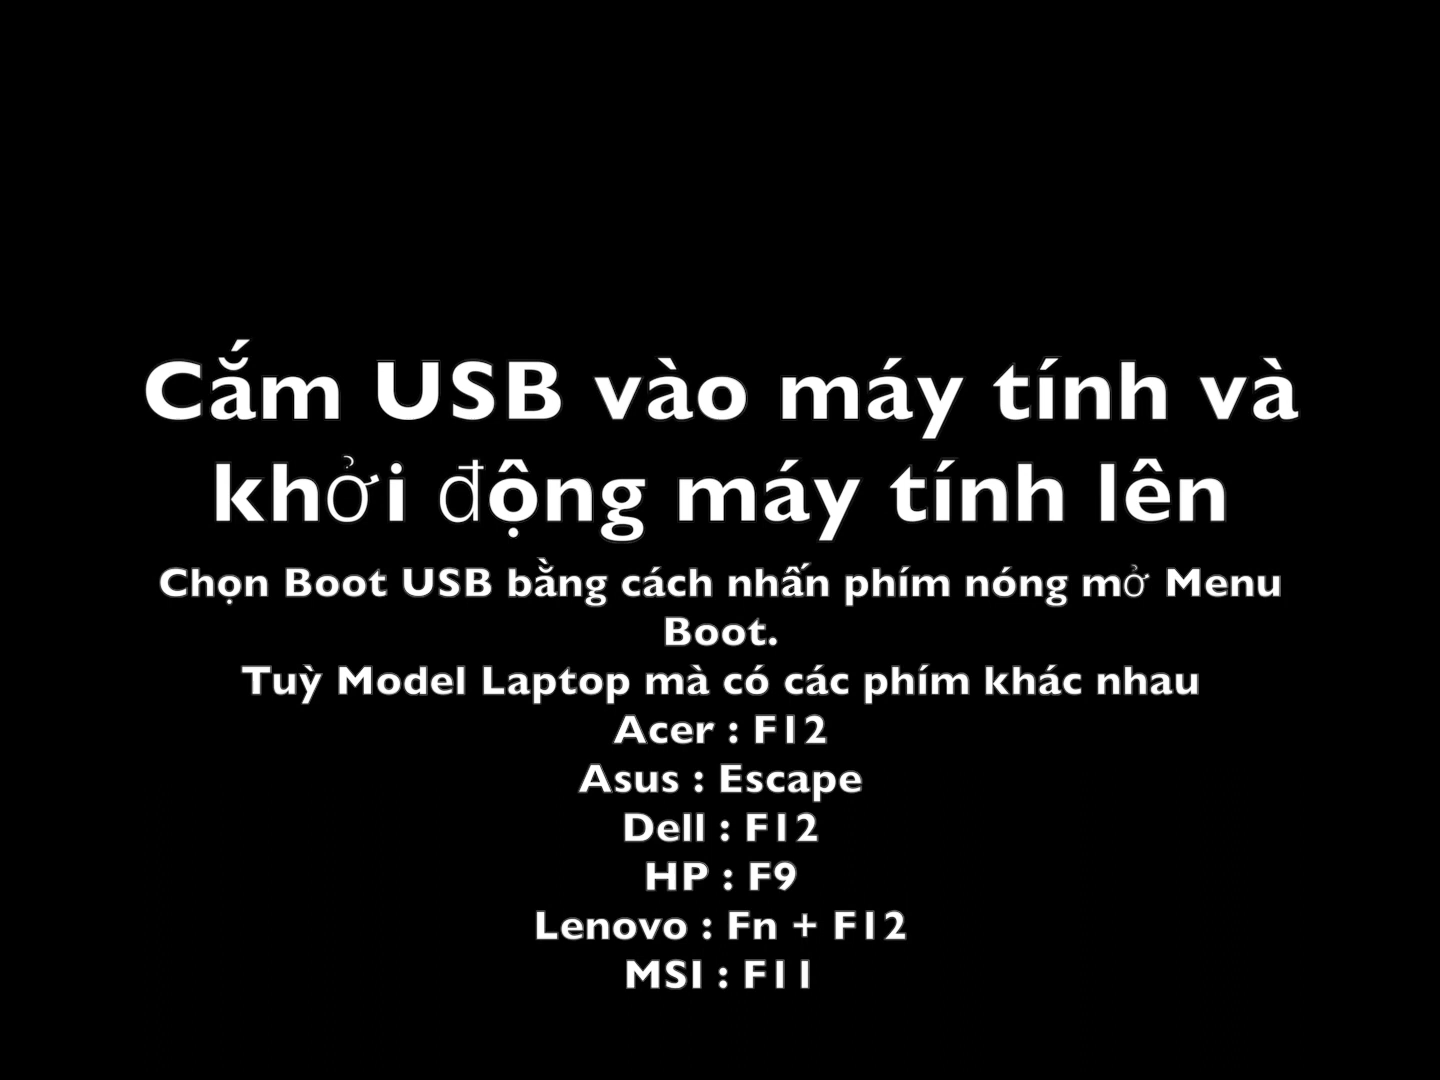 Cắm USB vào máy tính và
khởi động máy tính lên
Chọn Boot USB bằng cách nhấn phím nóng mở Menu
Boot.
Tuỳ Model Laptop mà có các phím khác nhau
Acer : F12
Asus : Escape
Dell : F12
HP : F9
Lenovo : Fn + F12
MSI : F11